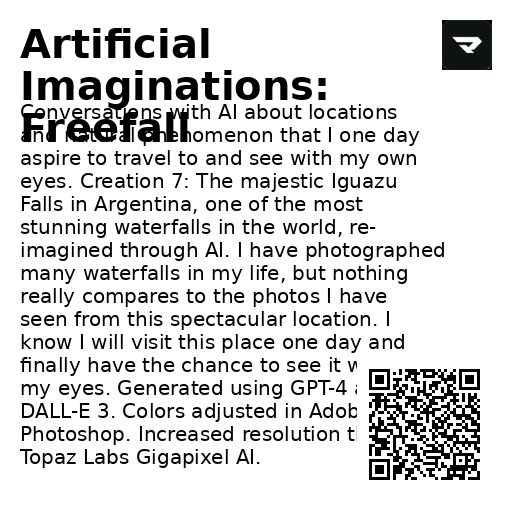 Artificial
Imaginations:
Freefall
Conversations with AI about locations
and natural phenomenon that I one day
aspire to travel to and see with my own
eyes. Creation 7: The majestic Iguazu
Falls in Argentina, one of the most
stunning waterfalls in the world, re-
imagined through AI. I have photographed
many waterfalls in my life, but nothing
really compares to the photos I have
seen from this spectacular location. I
know I will visit this place one day and
finally have the chance to see it
my eyes. Generated using GPT-4
DALL-E 3. Colors adjusted in
Photoshop. Increased resolution
Topaz Labs Gigapixel AI.